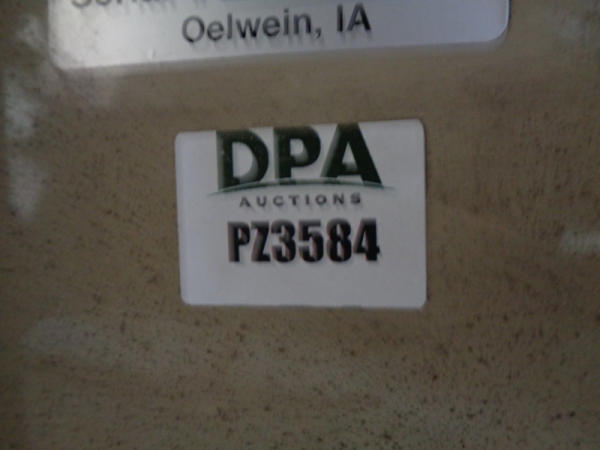 Oelwein, IA
DPA
AUCTIONS
PZ3584